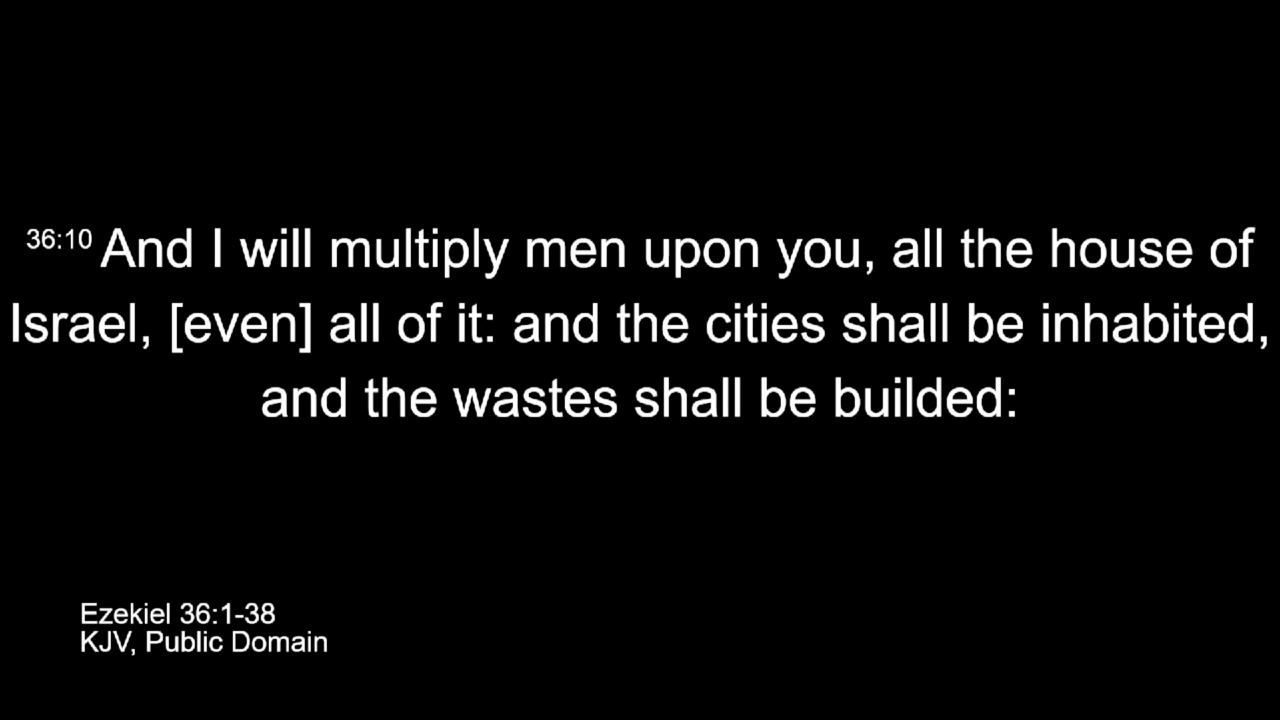 36:10 And I will multiply men upon you, all the house of
Israel, [even] all of it: and the cities shall be inhabited,
and the wastes shall be builded:
Ezekiel 36:1-38
KJV, Public Domain